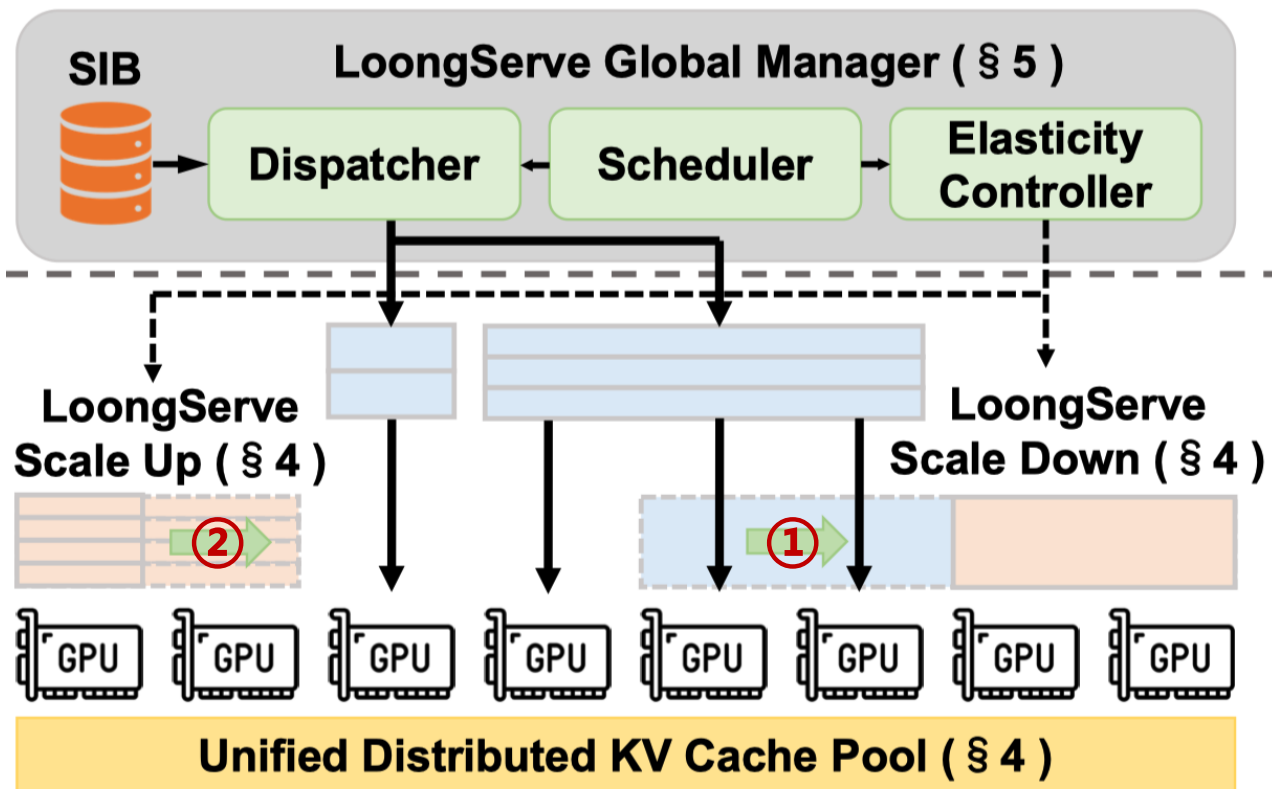 SIB
LoongServe Global Manager ( § 5 )
Dispatcher
Scheduler
Elasticity
Controller
LoongServe
Scale Up ( § 4 )
LoongServe
Scale Down ( § 4 )
2
1
GPU
GPU
GPU
GPU
GPU
GPU
GPU
GPU
Unified Distributed KV Cache Pool ( § 4 )